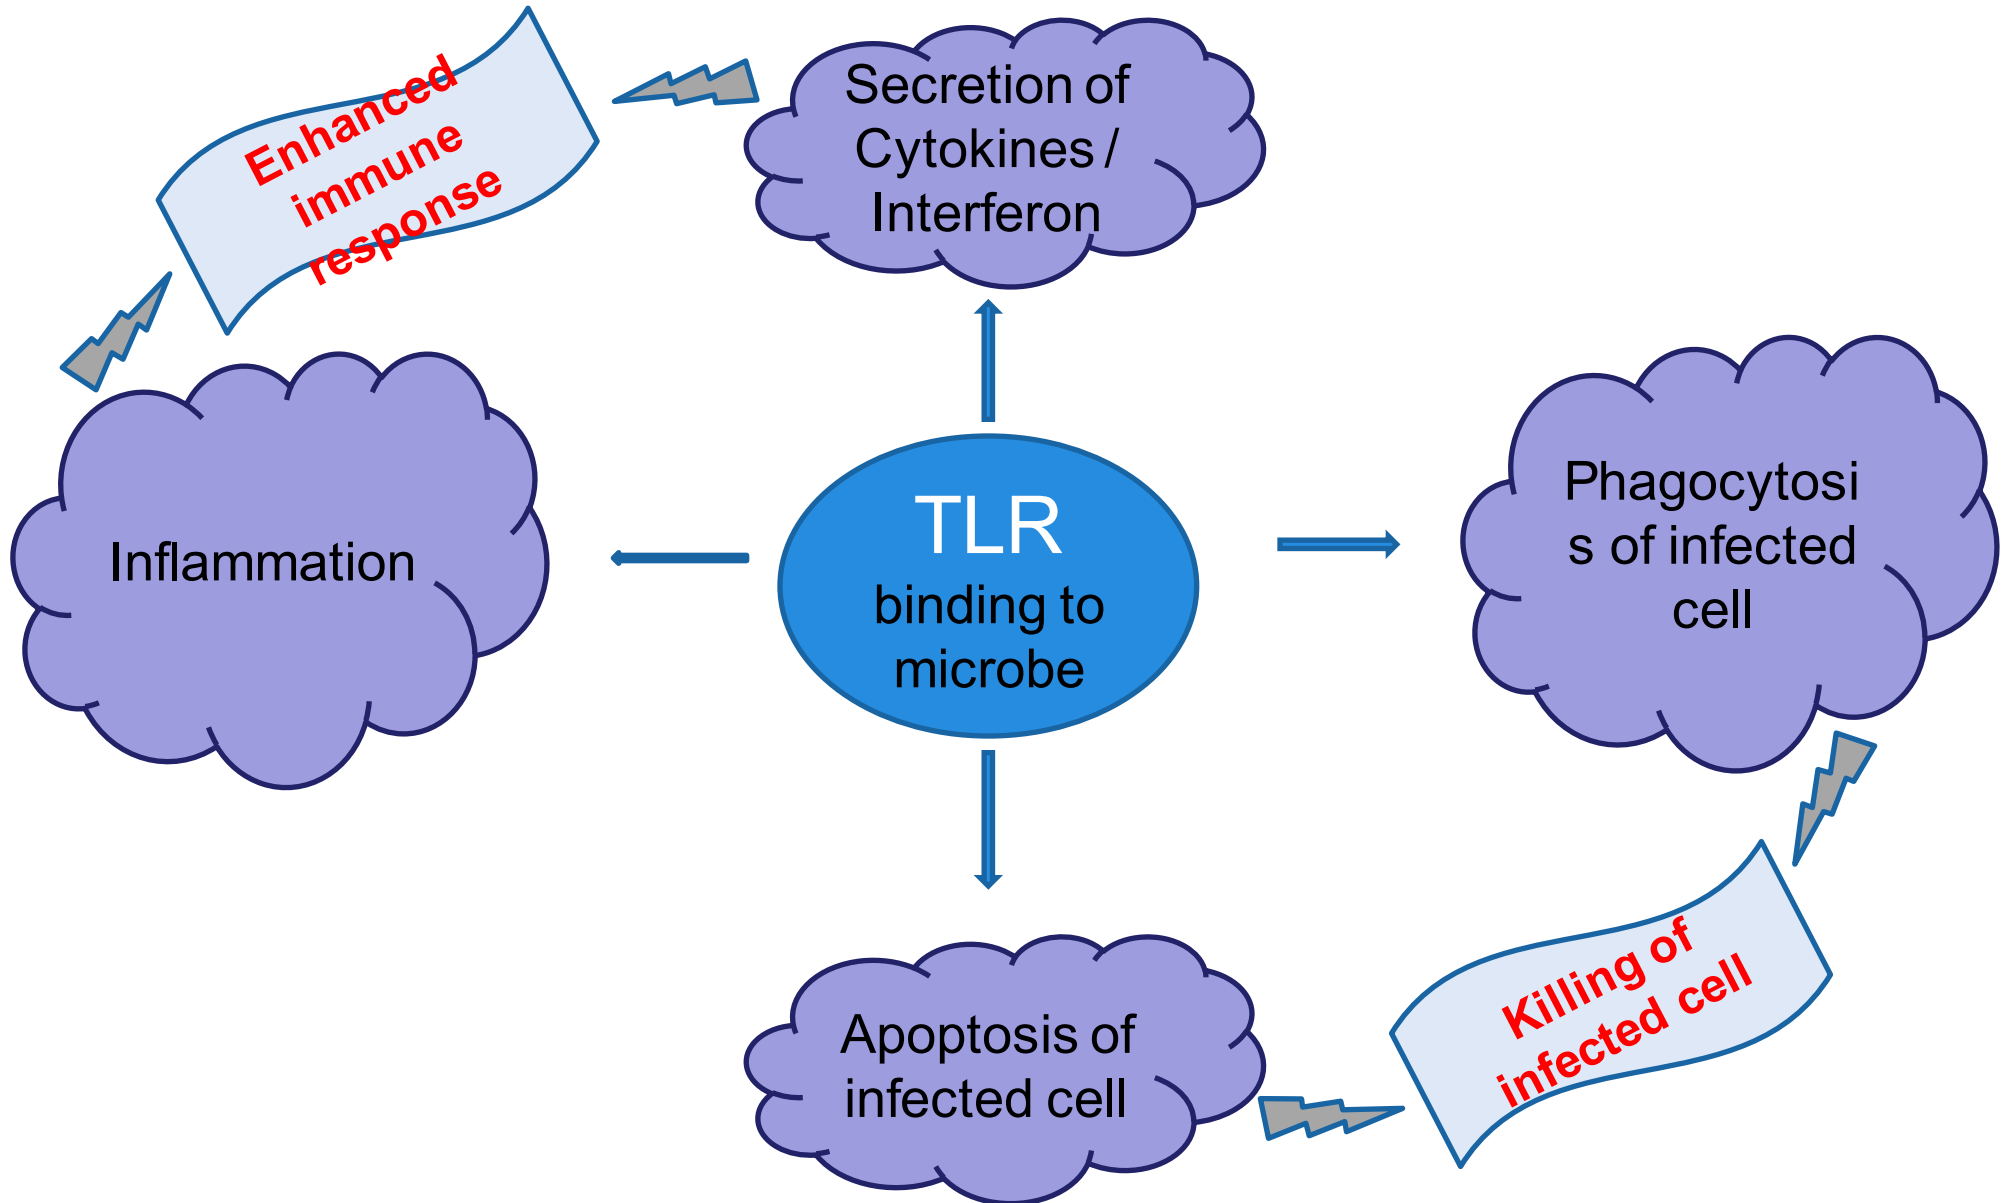 Enhanced
immune
response
Secretion of
Cytokines /
Interferon
Inflammation
TLR
binding to
microbe
Phagocytosi
s of infected
cell
Apoptosis of
infected cell
Killing of
infected cell